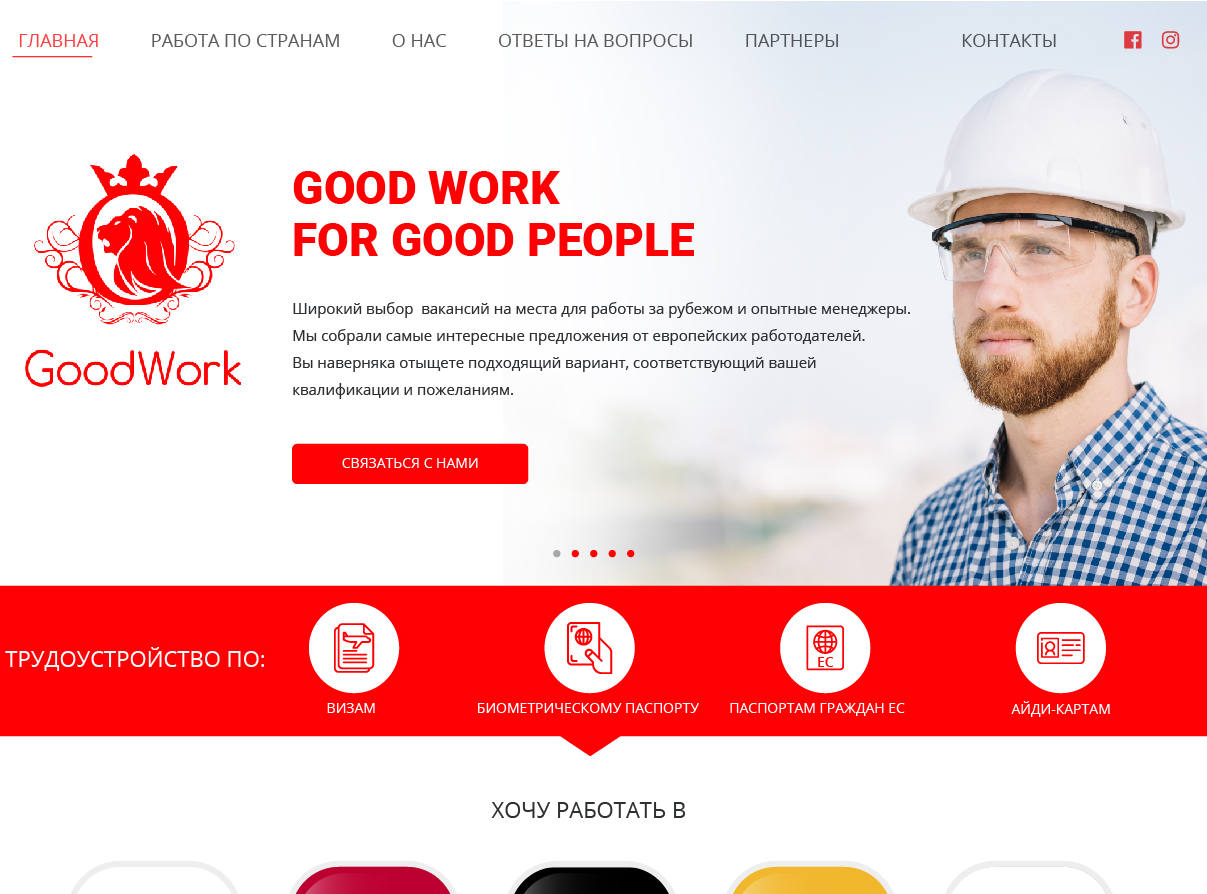 ГЛАВНАЯ РАБОТА ПО СТРАНАМ О НАС ОТВЕТЫ НА ВОПРОСЫ ПАРТНЕРЫ КОНТАКТЫ
GOOD WORK
FOR GOOD PEOPLE
GoodWork
Широкий выбор вакансий на места для работы за рубежом и опытные менеджеры.
Мы собрали самые интересные предложения от европейских работодателей.
Вы наверняка отыщете подходящий вариант, соответствующий вашей
квалификации и пожеланиям.
СВЯЗАТЬСЯ С НАМИ
ТРУДОУСТРОЙСТВО ПО:
ВИЗАМ
БИОМЕТРИЧЕСКОМУ ПАСПОРТУ
ЕС
ПАСПОРТАМ ГРАЖДАН ЕС
АЙДИ-КАРТАМ
ХОЧУ РАБОТАТЬ В